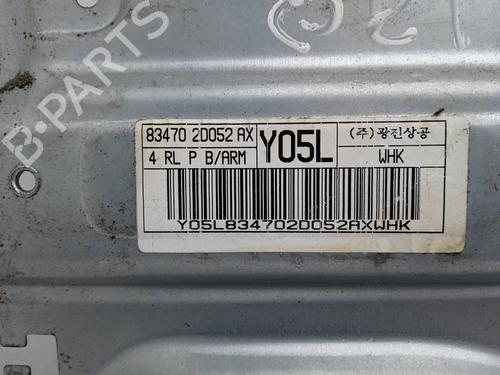 83470 2D052 AX
4 RL P B/ARM
Y05L
(주)광진상공
WHK
Y05L834702D052AXWHK
B-PARTS